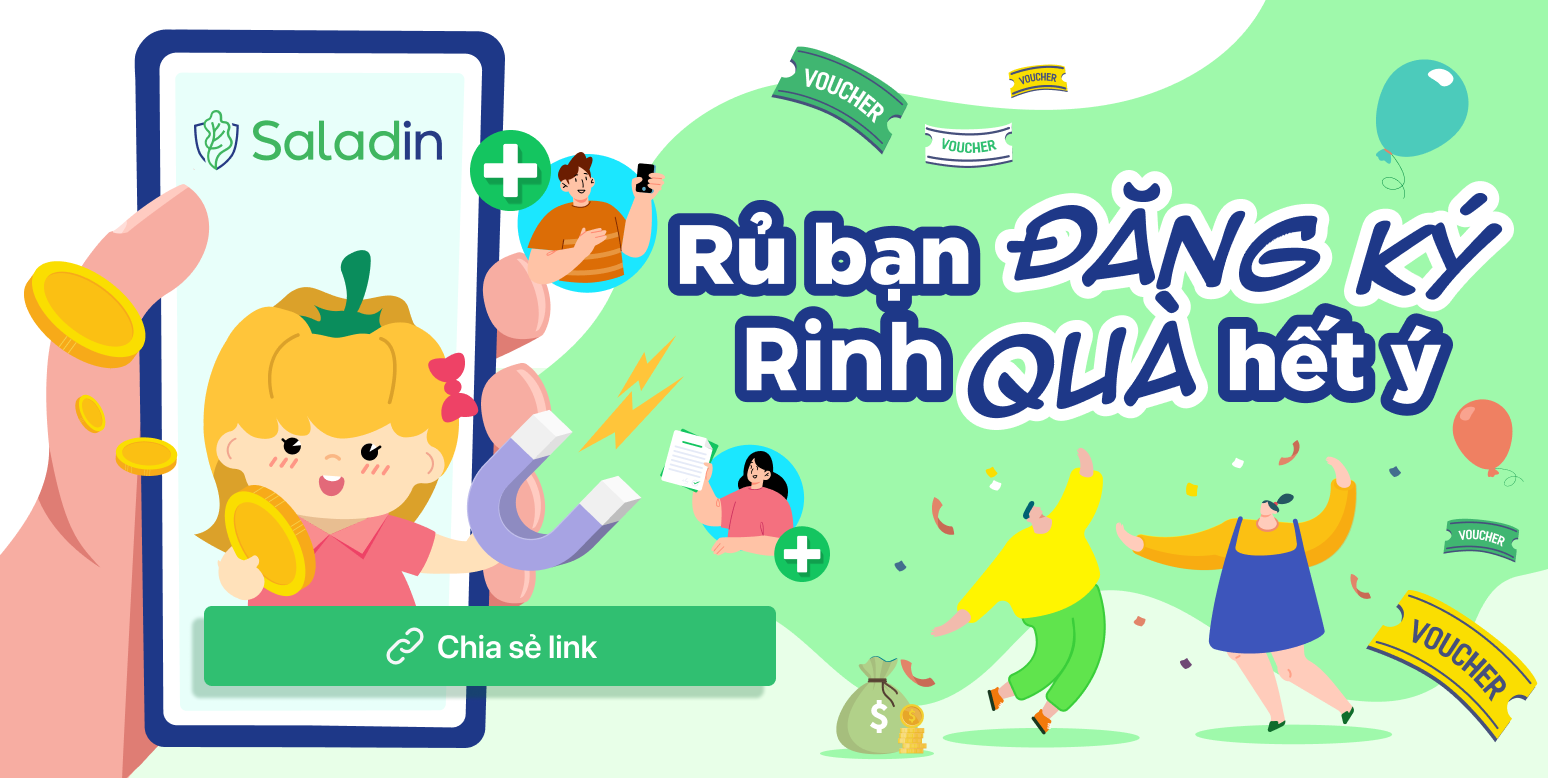 Saladin
VOUCHER
VOUCHER
VOUCHER
Rủ bạn ĐĂNG KÝ
Rinh QUÀ hết ý
VOUCHER
VOUCHER
Chia sẻ link
$
$